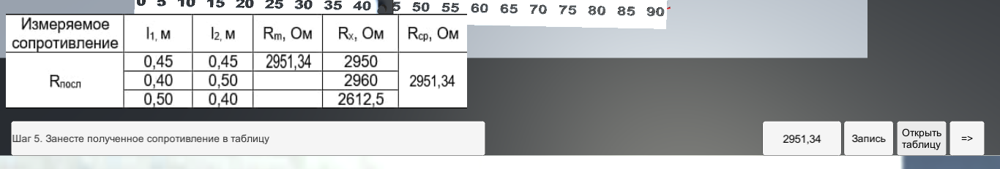 0 5 10 15 20 25 30 35 40 5 50 55 60 65 70 75 80 85 90
Измеряемое сопротивление l1, м l2, м Rm, Ом Rx, Ом Rср, Ом
Rпосл 0,45 0,45 2951,34 2950 2951,34
0,40 0,50 2960
0,50 0,40 2612,5
Шаг 5. Занесте полученное сопротивление в таблицу
2951,34
Запись
Открыть
таблицу
=>